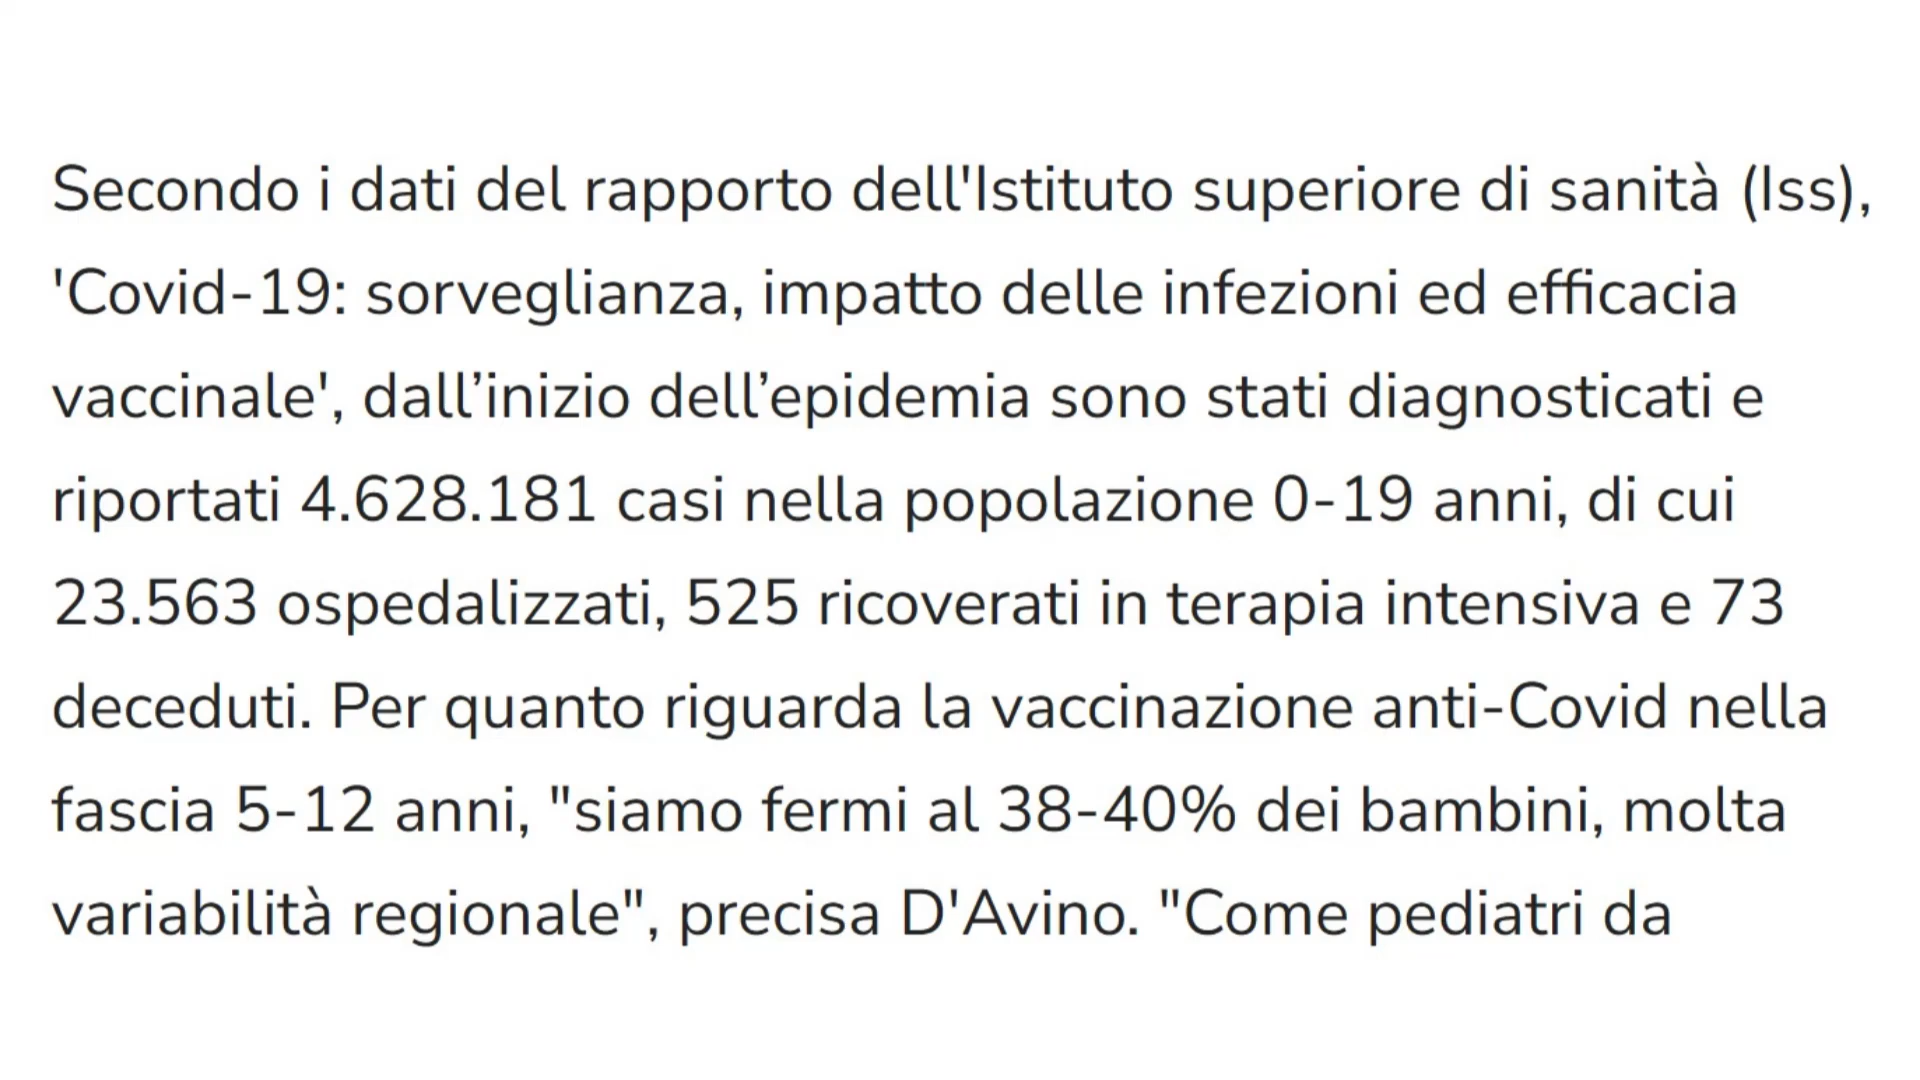 Secondo i dati del rapporto dell'Istituto superiore di sanità (Iss),
'Covid-19: sorveglianza, impatto delle infezioni ed efficacia
vaccinale', dall’inizio dell’epidemia sono stati diagnosticati e
riportati 4.628.181 casi nella popolazione 0-19 anni, di cui
23.563 ospedalizzati, 525 ricoverati in terapia intensiva e 73
deceduti. Per quanto riguarda la vaccinazione anti-Covid nella
fascia 5-12 anni, "siamo fermi al 38-40% dei bambini, molta
variabilità regionale", precisa D'Avino. "Come pediatri da